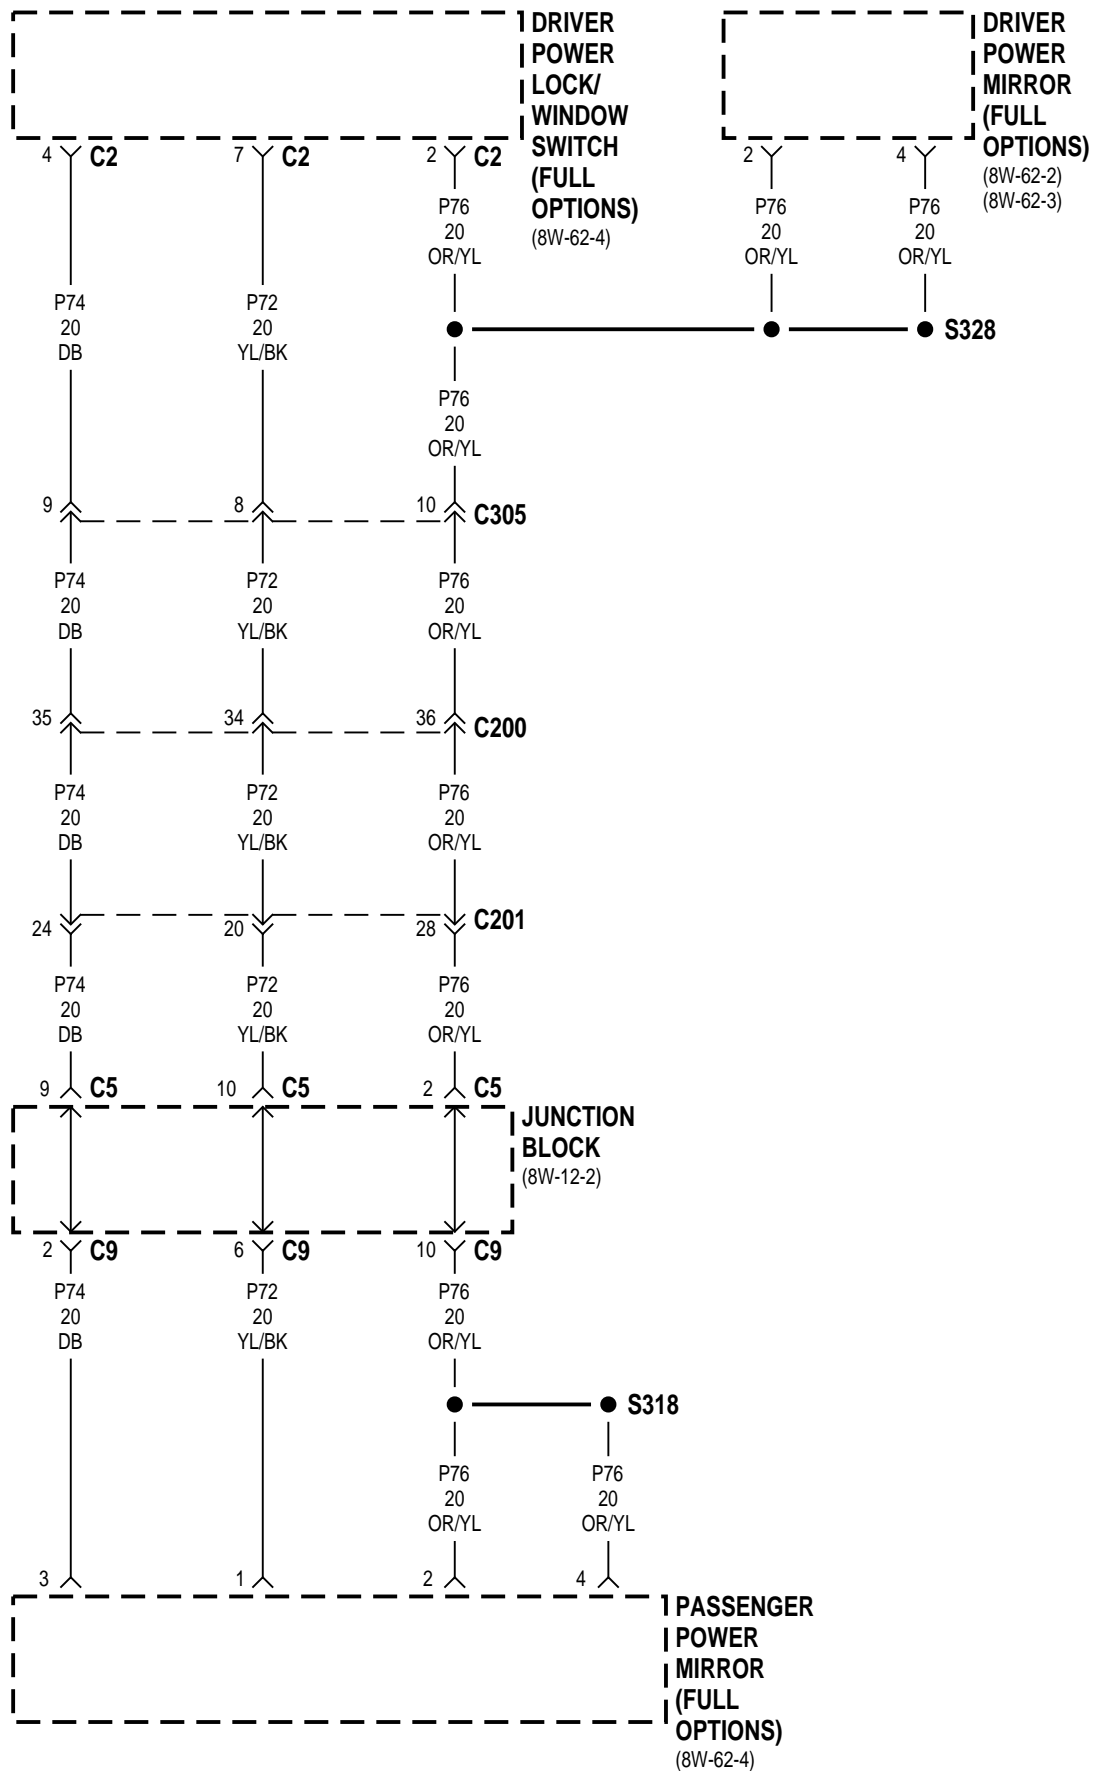 DRIVER
POWER
LOCK/
WINDOW
SWITCH
(FULL
OPTIONS)
(8W-62-4)
DRIVER
POWER
MIRROR
(FULL
OPTIONS)
(8W-62-2)
(8W-62-3)
4 C2 7 C2 2 C2 2 4
P76 P76 P76
20 20 20
OR/YL OR/YL OR/YL
P74 P72
20 20
DB YL/BK
S328
P76
20
OR/YL
9 8 10 C305
P74 P72 P76
20 20 20
DB YL/BK OR/YL
35 34 36 C200
P74 P72 P76
20 20 20
DB YL/BK OR/YL
24 20 28 C201
P74 P72 P76
20 20 20
DB YL/BK OR/YL
9 C5 10 C5 2 C5
JUNCTION
BLOCK
(8W-12-2)
2 C9 6 C9 10 C9
P74 P72 P76
20 20 20
DB YL/BK OR/YL
S318
P76 P76
20 20
OR/YL OR/YL
3 1 2 4
PASSENGER
POWER
MIRROR
(FULL
OPTIONS)
(8W-62-4)